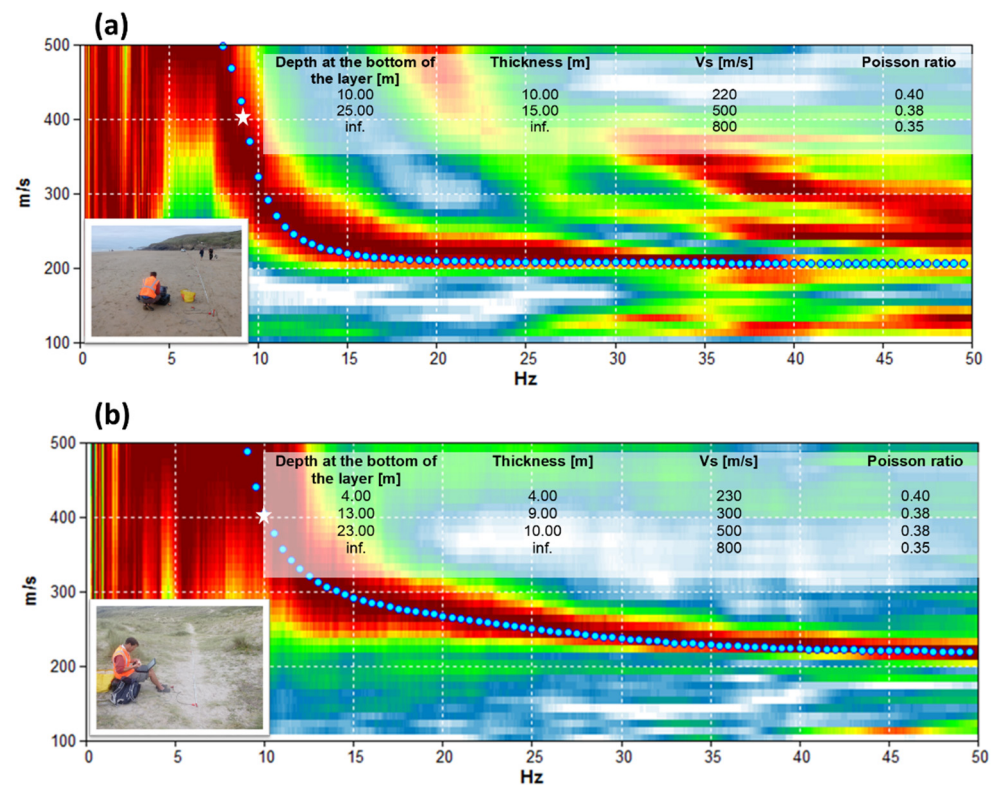 (a)
500
400
300
200
100
m/s
Depth at the bottom of the layer [m] Thickness [m] Vs [m/s] Poisson ratio
10.00 10.00 220 0.40
25.00 15.00 500 0.38
inf. inf. 800 0.35
0 5 10 15 20 25 30 35 40 45 50
Hz
(b)
500
400
300
200
100
m/s
Depth at the bottom of the layer [m] Thickness [m] Vs [m/s] Poisson ratio
4.00 4.00 230 0.40
13.00 9.00 300 0.38
23.00 10.00 500 0.38
inf. inf. 800 0.35
0 5 10 15 20 25 30 35 40 45 50
Hz